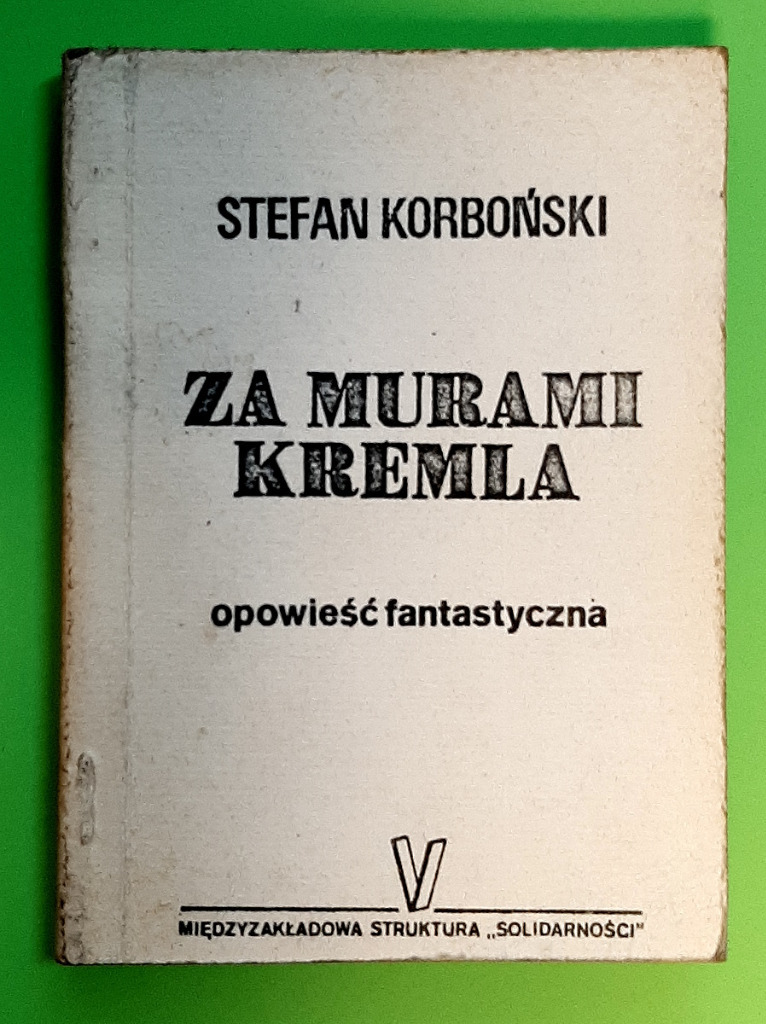 STEFAN KORBOŃSKI
ZA MURAMI
KREMLA
opowieść fantastyczna
V
MIĘDZYZAKŁADOWA STRUKTURA „SOLIDARNOŚCI"